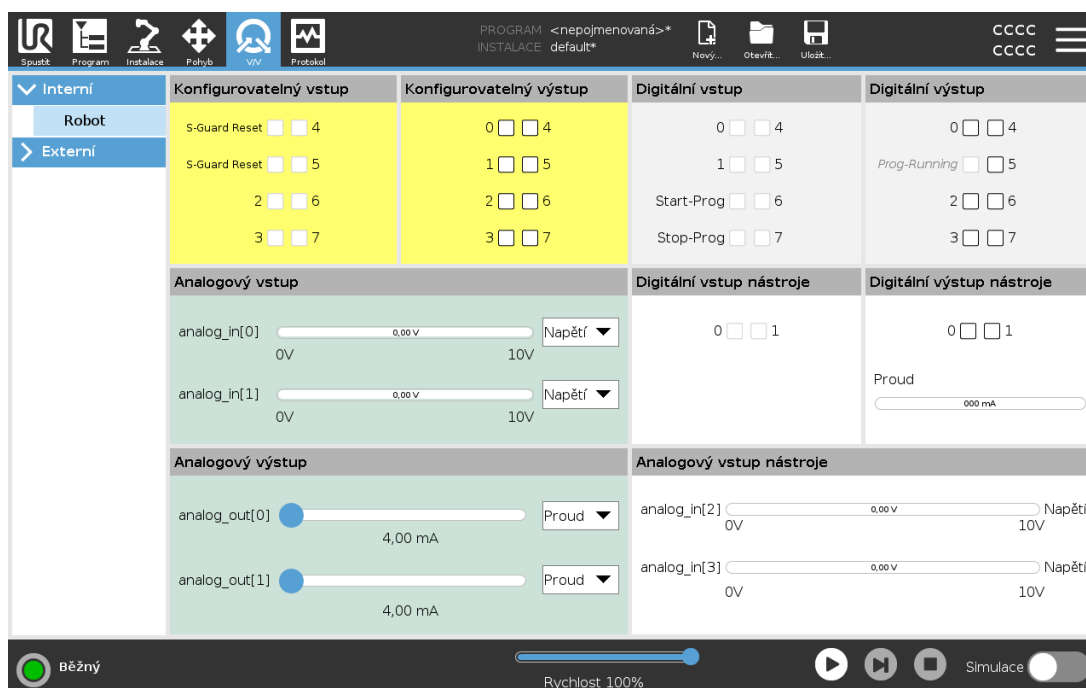 PROGRAM <nepojmenovaná>*
INSTALACE default*
CCCC
CCCC
Spustit Program Instalace Pohyb V/V Protokol Nový... Otevřít... Uložit...
Interní
Robot
Externí
Konfigurovatelný vstup
S-Guard Reset 4
S-Guard Reset 5
2 6
3 7
Konfigurovatelný výstup
0 4
1 5
2 6
3 7
Digitální vstup
0 4
1 5
Start-Prog 6
Stop-Prog 7
Digitální výstup
0 4
Prog-Running 5
2 6
3 7
Analogový vstup
analog_in[0] 0,00 V Napětí
0V 10V
analog_in[1] 0,00 V Napětí
0V 10V
Digitální vstup nástroje
0 1
Digitální výstup nástroje
0 1
Proud
000 mA
Analogový výstup
analog_out[0] Proud
4,00 mA
analog_out[1] Proud
4,00 mA
Analogový vstup nástroje
analog_in[2] 0,00 V Napětí
0V 10V
analog_in[3] 0,00 V Napětí
0V 10V
Běžný
Rychlost 100%
Simulace